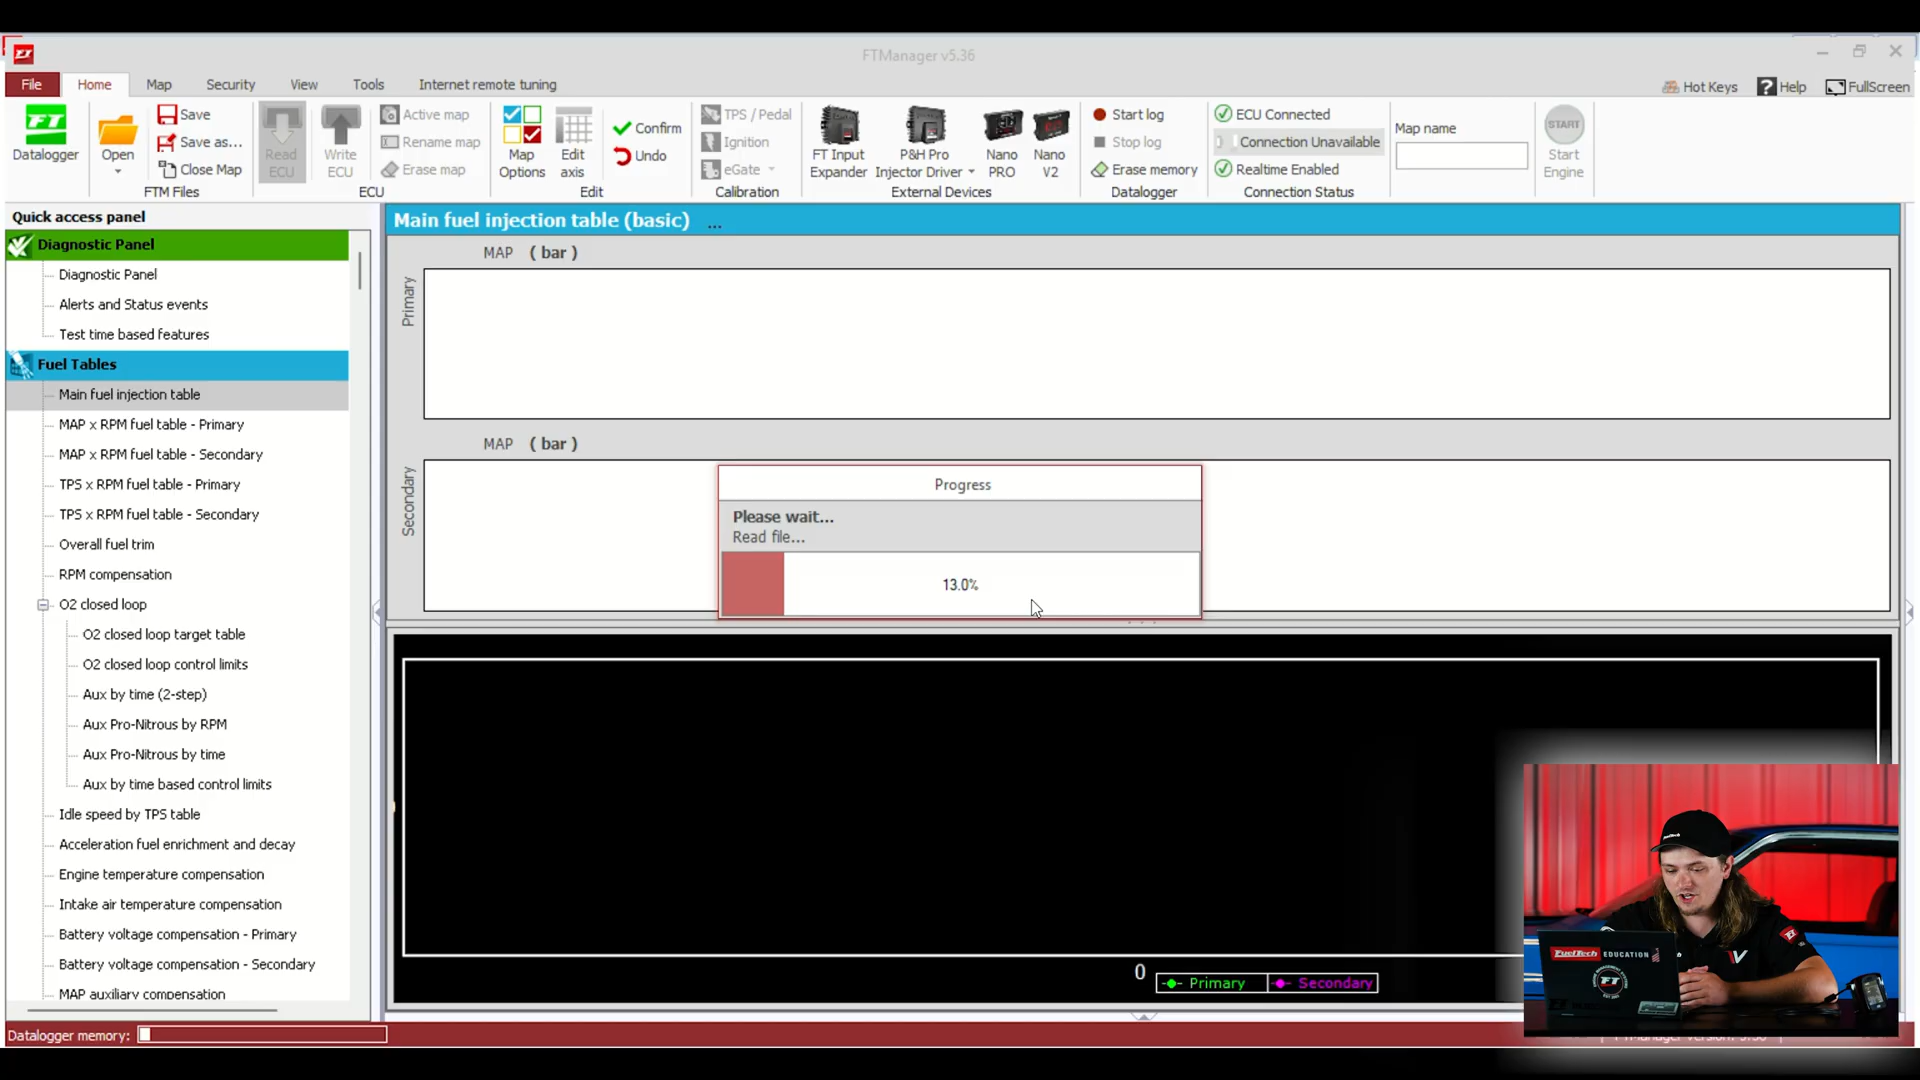 FTManager v5.36
File
Home
Map
Security
View
Tools
Internet remote tuning
Hot Keys
Help
FullScreen
FT
Datalogger
Open
Save
Save as...
Close Map
FTM Files
Read ECU
Write ECU
Active map
Rename map
Erase map
ECU
Map Options
Edit axis
Confirm
Undo
Edit
TPS / Pedal
Ignition
eGate
Calibration
FT Input Expander
P&H Pro Injector Driver
Nano PRO
Nano V2
External Devices
Start log
Stop log
Erase memory
Datalogger
ECU Connected
Connection Unavailable
Realtime Enabled
Connection Status
Map name
START
Start Engine
Quick access panel
Diagnostic Panel
Diagnostic Panel
Alerts and Status events
Test time based features
Fuel Tables
Main fuel injection table
MAP x RPM fuel table - Primary
MAP x RPM fuel table - Secondary
TPS x RPM fuel table - Primary
TPS x RPM fuel table - Secondary
Overall fuel trim
RPM compensation
O2 closed loop
O2 closed loop target table
O2 closed loop control limits
Aux by time (2-step)
Aux Pro-Nitrous by RPM
Aux Pro-Nitrous by time
Aux by time based control limits
Idle speed by TPS table
Acceleration fuel enrichment and decay
Engine temperature compensation
Intake air temperature compensation
Battery voltage compensation - Primary
Battery voltage compensation - Secondary
MAP auxiliary compensation
Main fuel injection table (basic) ...
MAP ( bar )
Primary
MAP ( bar )
Secondary
Progress
Please wait...
Read file...
13.0%
0
Primary
Secondary
FuelTech EDUCATION
FT
Datalogger memory:
FTManager version: 5.36